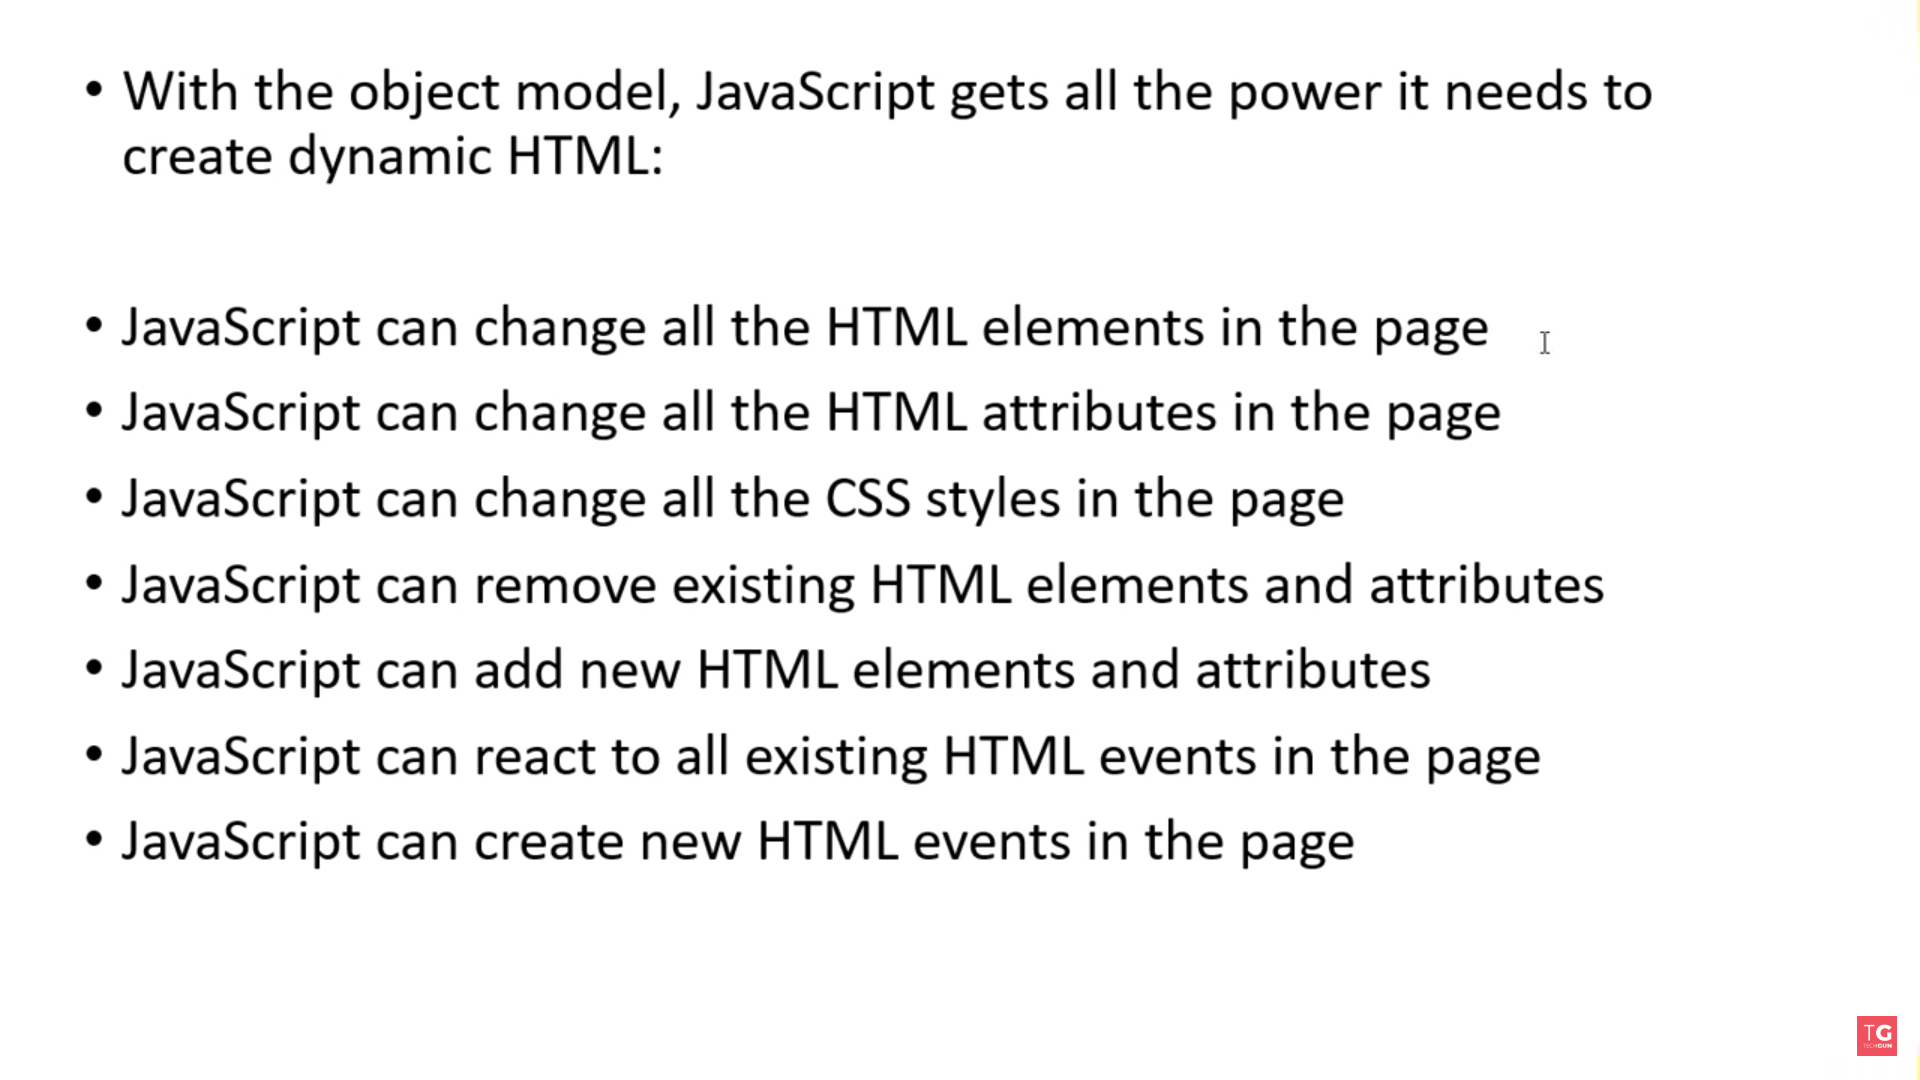 • With the object model, JavaScript gets all the power it needs to
create dynamic HTML:
• JavaScript can change all the HTML elements in the page
• JavaScript can change all the HTML attributes in the page
• JavaScript can change all the CSS styles in the page
• JavaScript can remove existing HTML elements and attributes
• JavaScript can add new HTML elements and attributes
• JavaScript can react to all existing HTML events in the page
• JavaScript can create new HTML events in the page
TG
TECHGUN